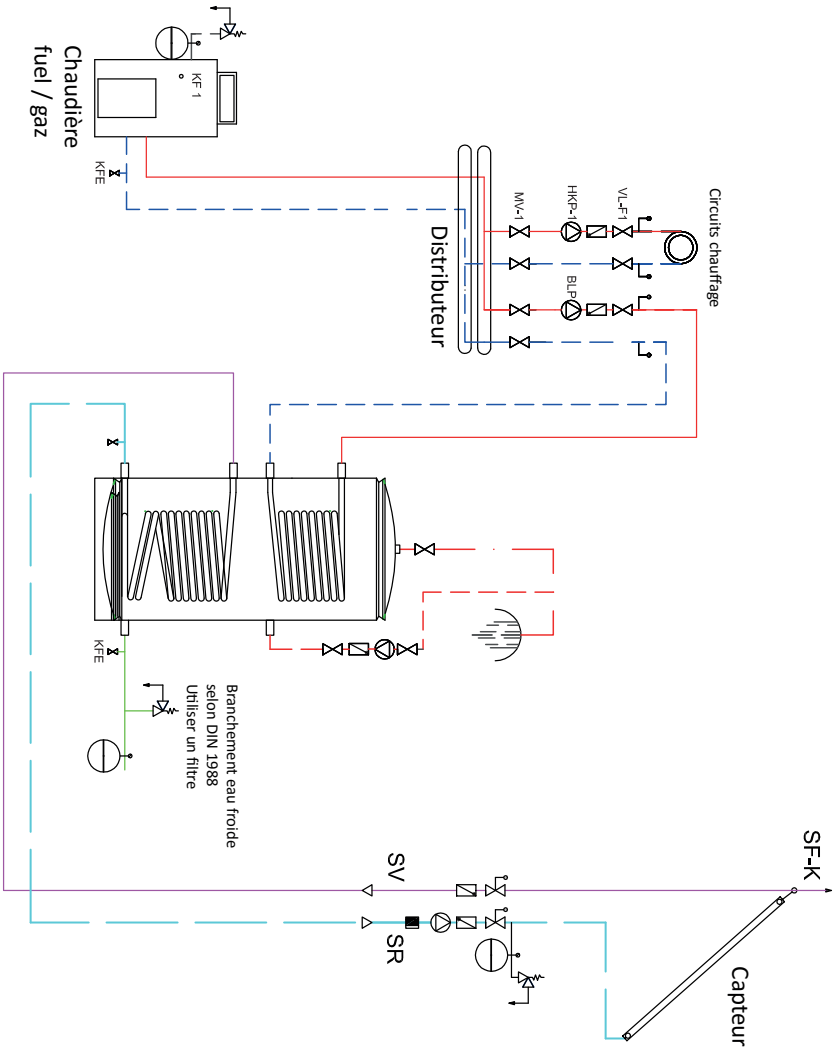 Circuits chauffage
VL-F1
HKP-1
MV-1
BLP
Distributeur
KF 1
Chaudière
fuel / gaz
KFE
KFE
Branchement eau froide
selon DIN 1988
Utiliser un filtre
SF-K
Capteur
SV
SR